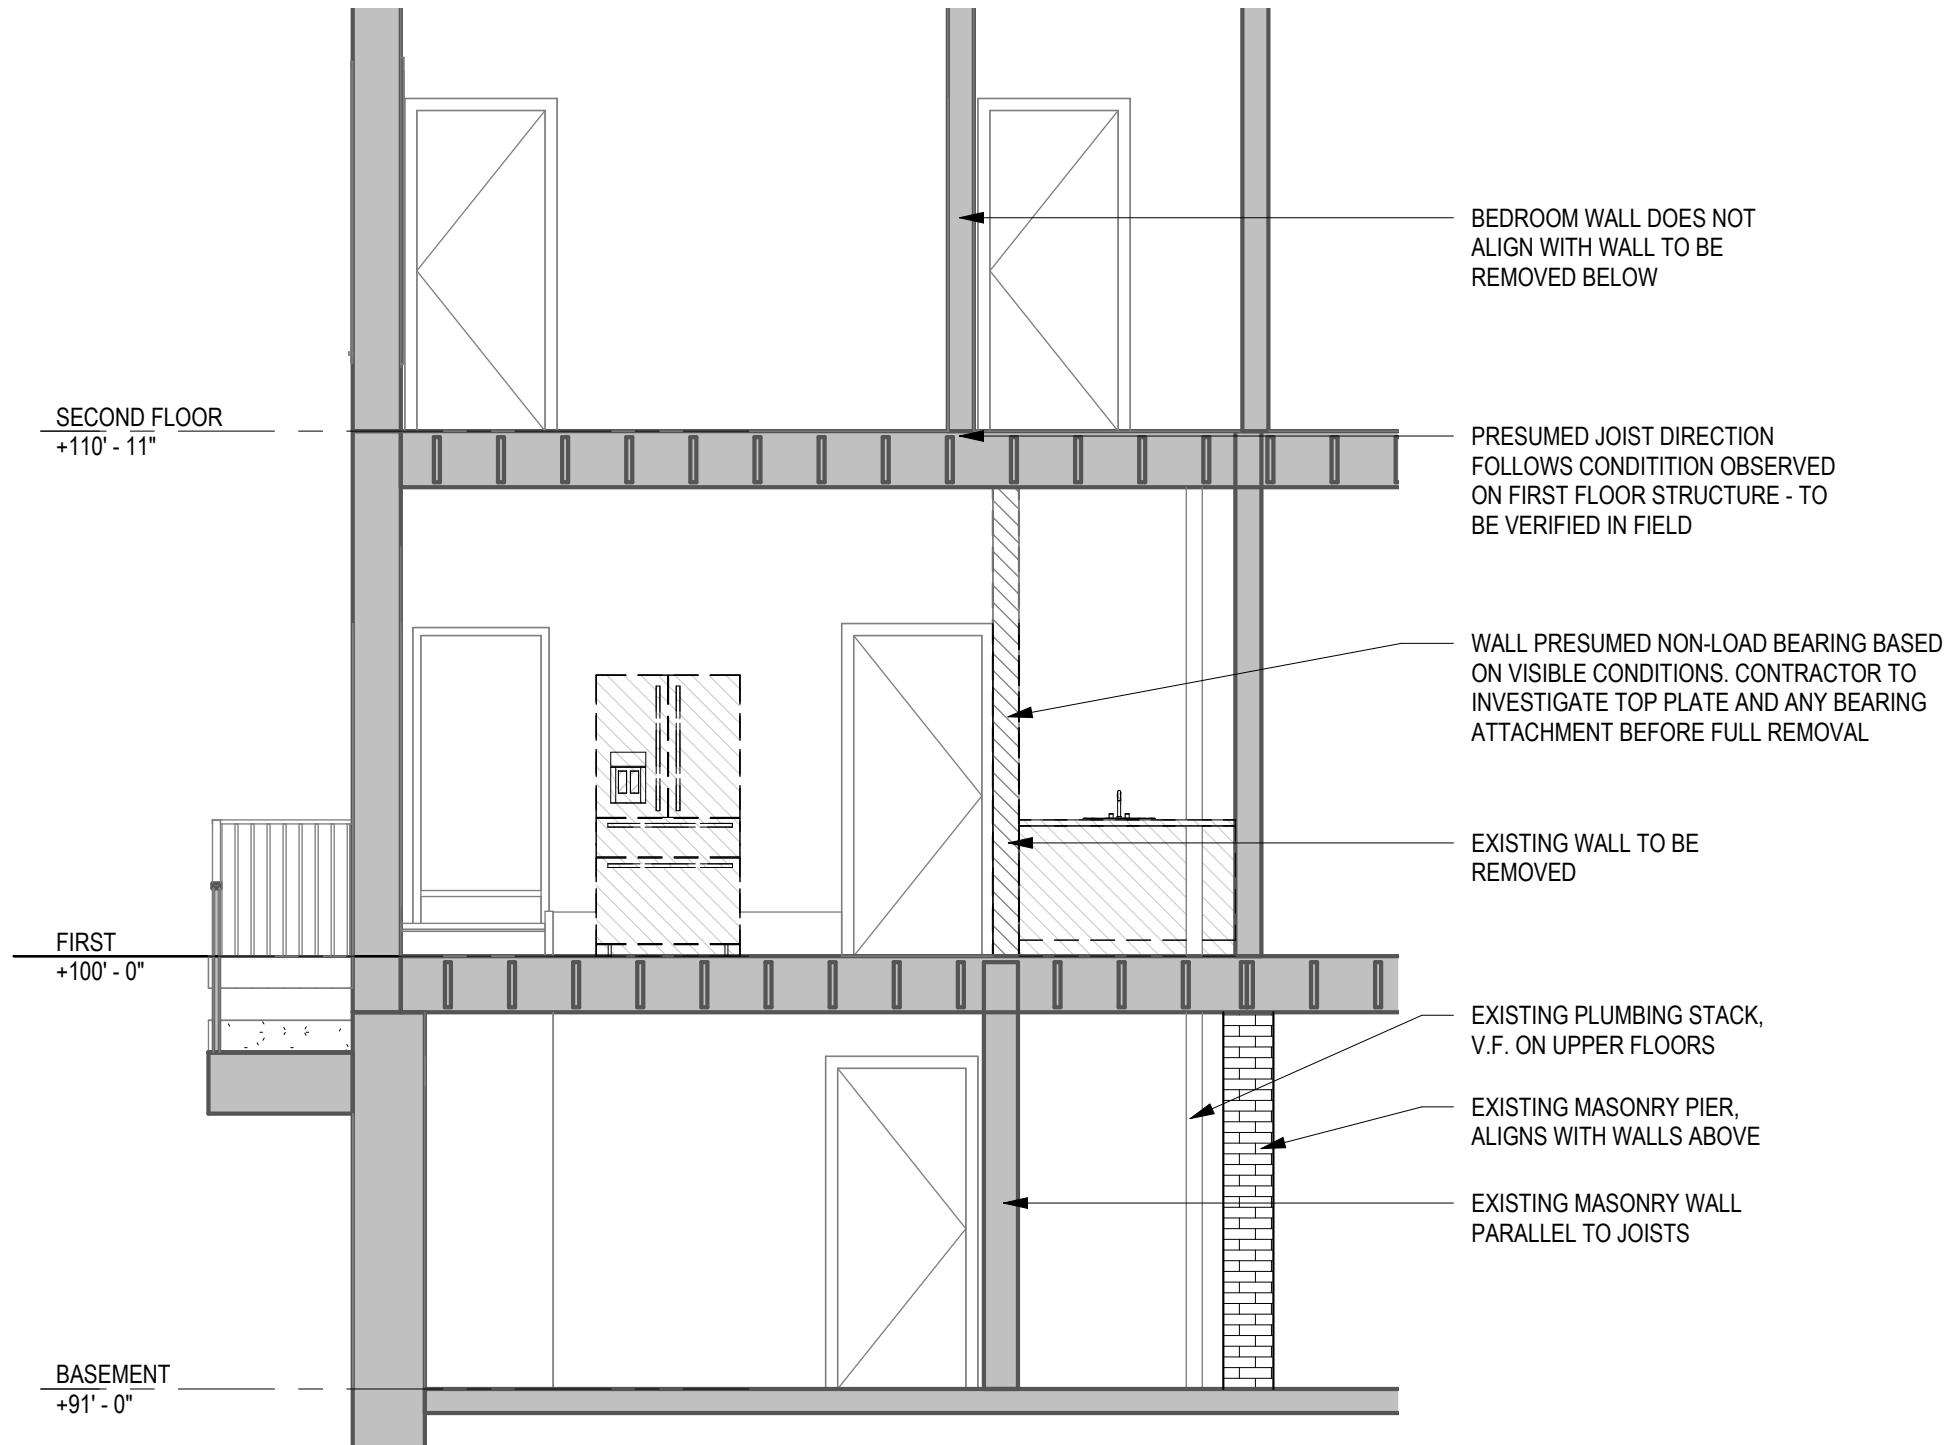 BEDROOM WALL DOES NOT
ALIGN WITH WALL TO BE
REMOVED BELOW
SECOND FLOOR
+110' - 11"
PRESUMED JOIST DIRECTION
FOLLOWS CONDITITION OBSERVED
ON FIRST FLOOR STRUCTURE - TO
BE VERIFIED IN FIELD
WALL PRESUMED NON-LOAD BEARING BASED
ON VISIBLE CONDITIONS. CONTRACTOR TO
INVESTIGATE TOP PLATE AND ANY BEARING
ATTACHMENT BEFORE FULL REMOVAL
EXISTING WALL TO BE
REMOVED
FIRST
+100' - 0"
EXISTING PLUMBING STACK,
V.F. ON UPPER FLOORS
EXISTING MASONRY PIER,
ALIGNS WITH WALLS ABOVE
EXISTING MASONRY WALL
PARALLEL TO JOISTS
BASEMENT
+91' - 0"